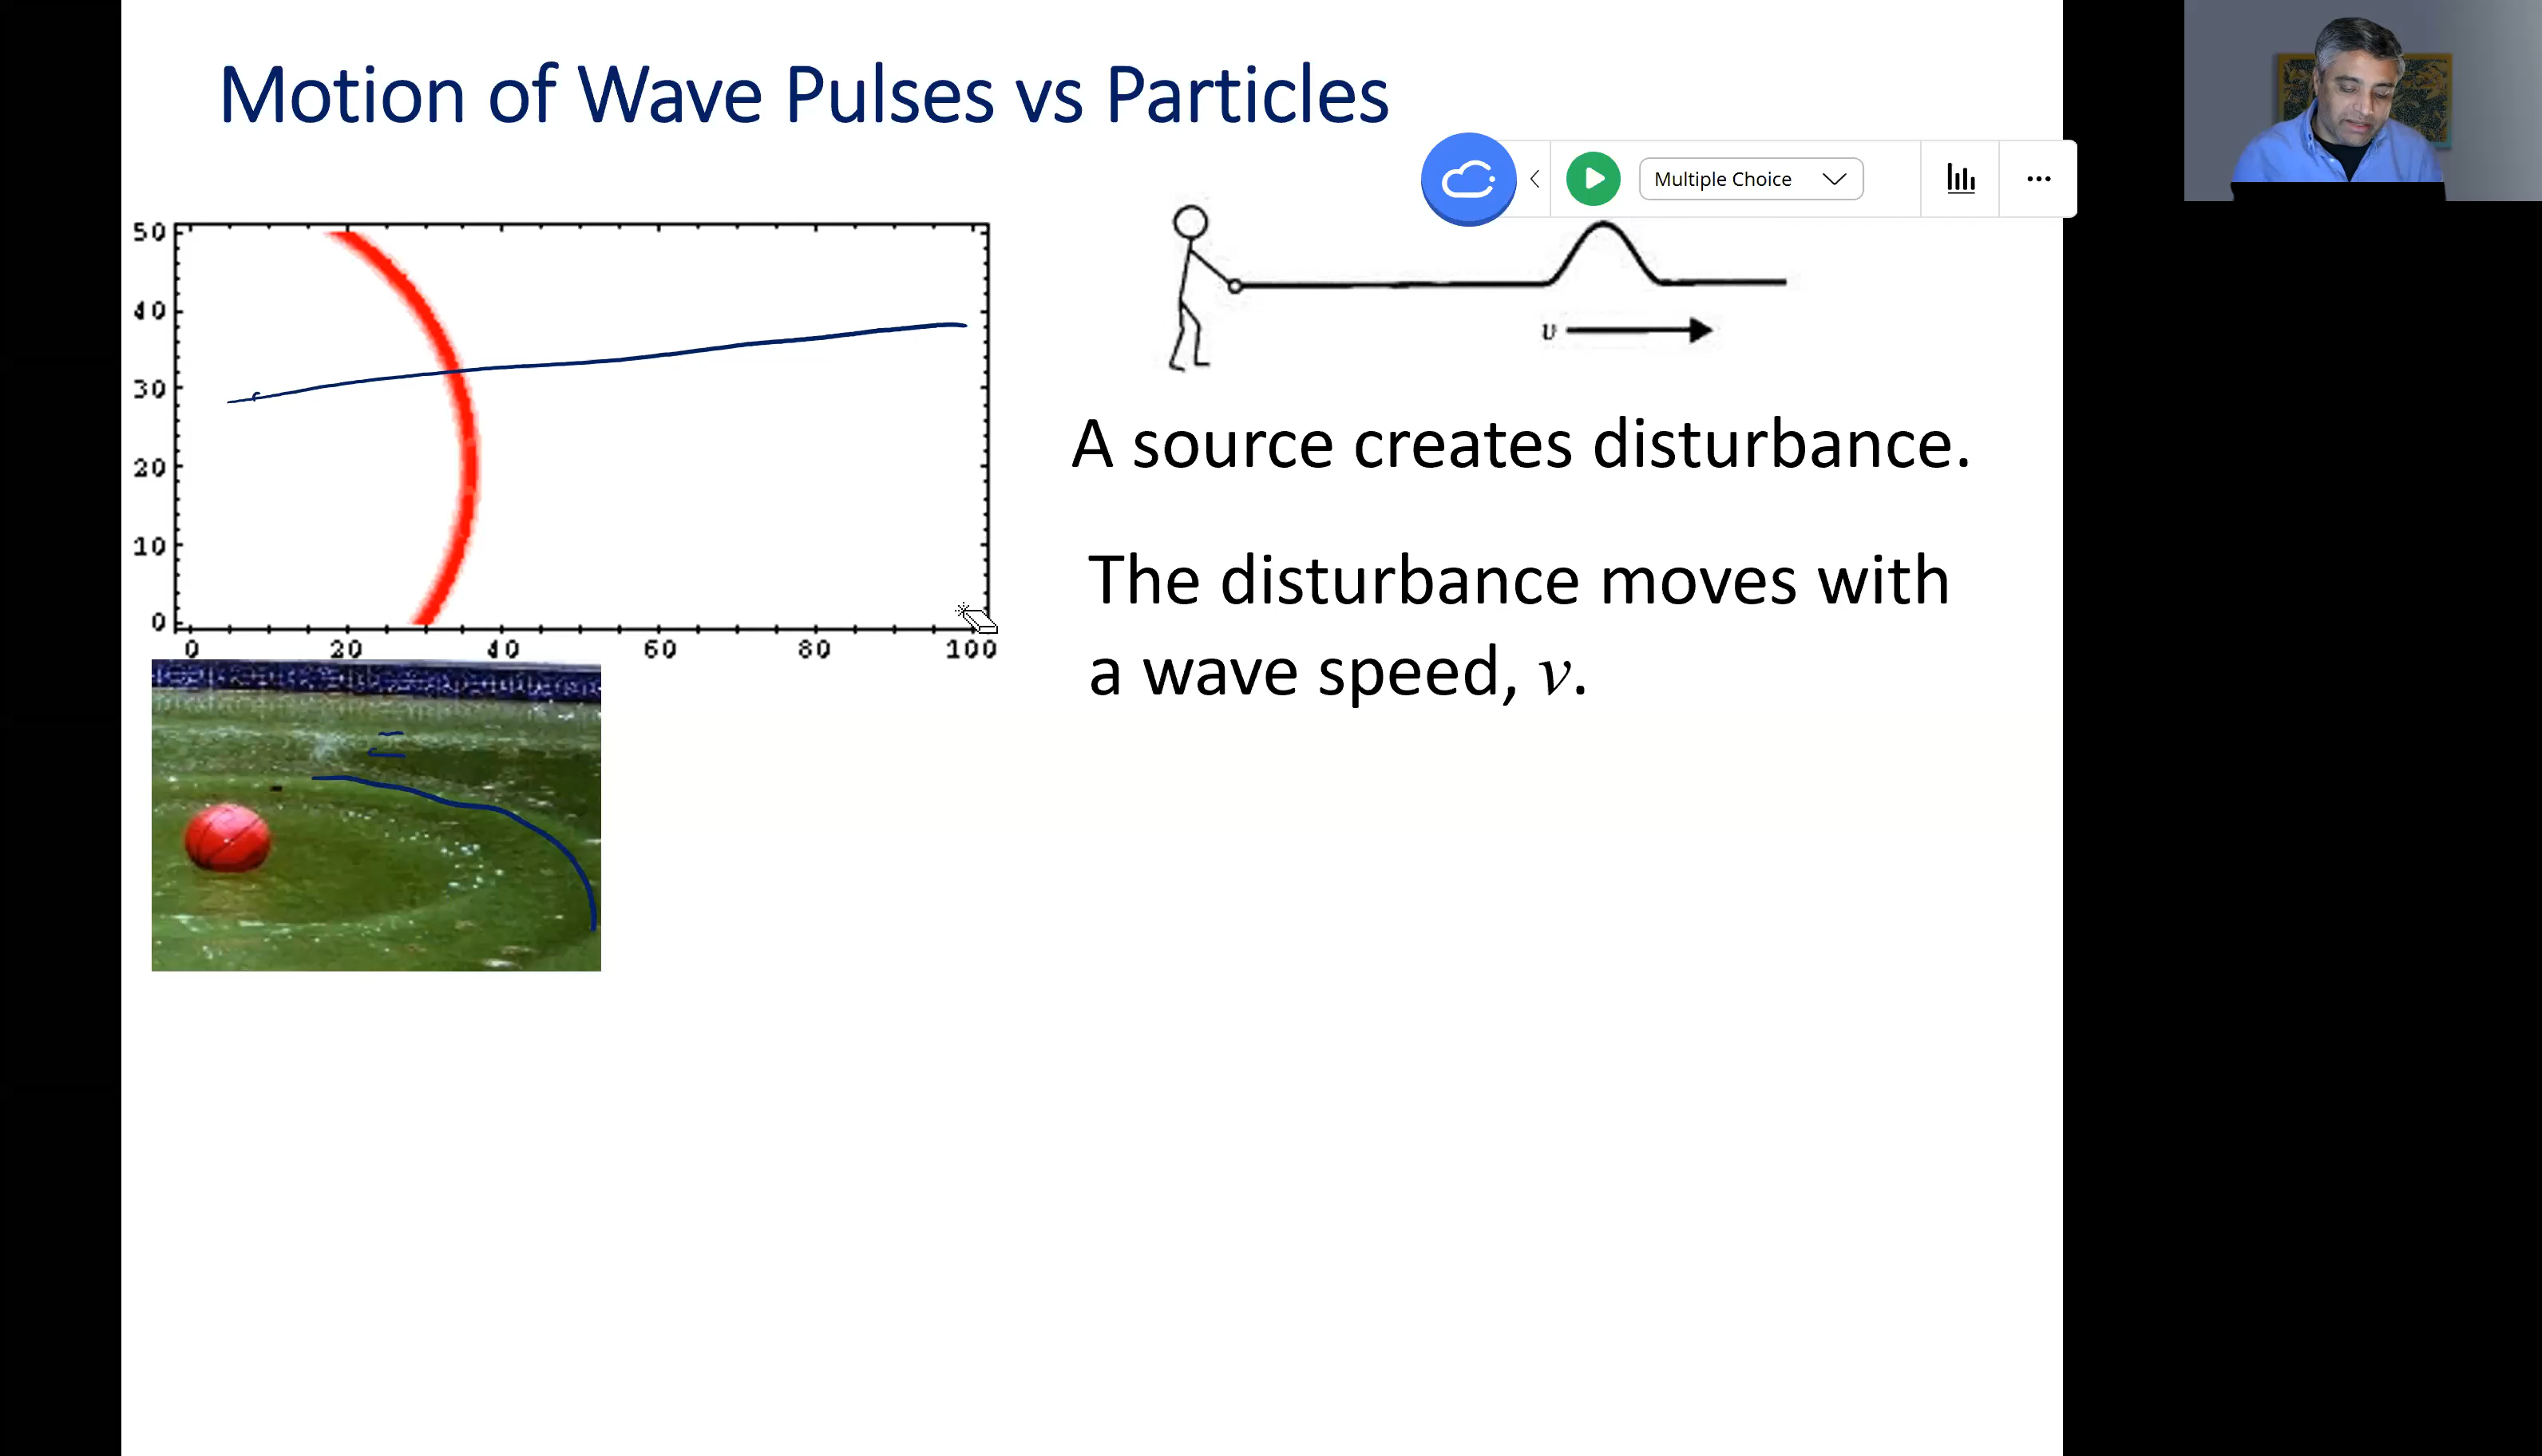 Motion of Wave Pulses vs Particles
Multiple Choice
50
40
30
20
10
0
0 20 40 60 80 100
υ
A source creates disturbance.
The disturbance moves with
a wave speed, v.